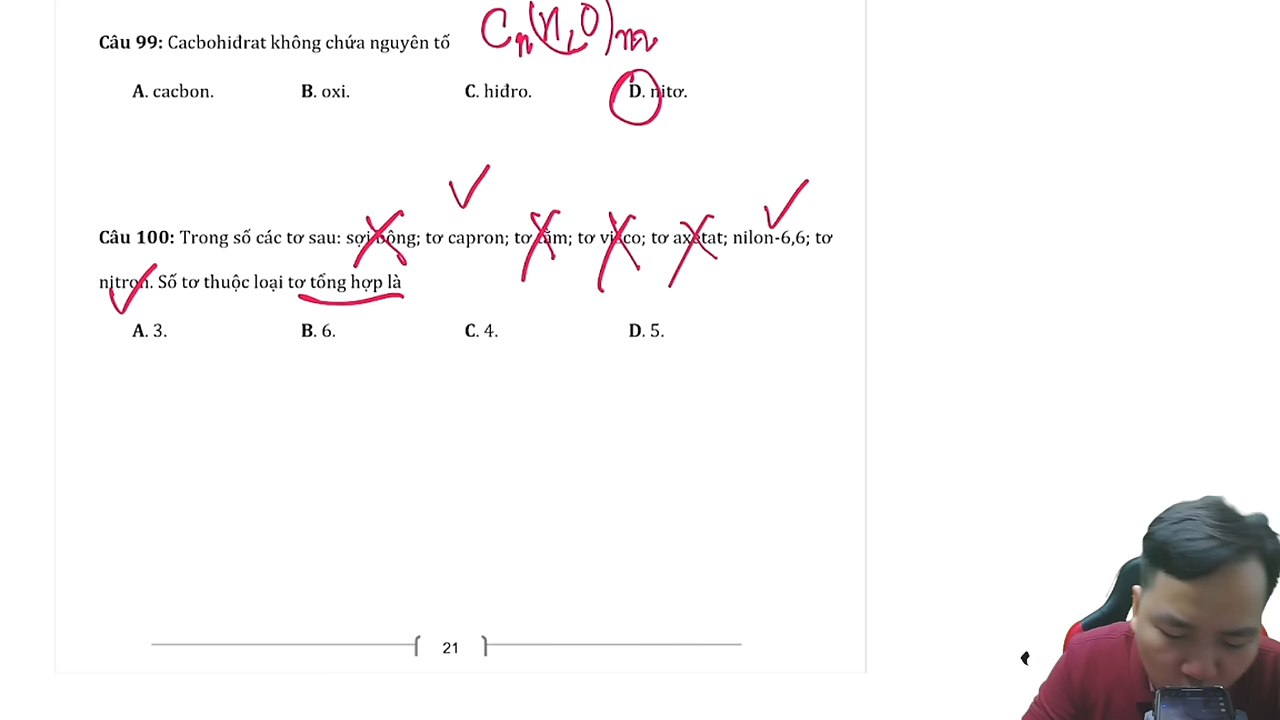 Cn(H2O)m
Câu 99: Cacbohiđrat không chứa nguyên tố
A. cacbon. B. oxi. C. hiđro. D. nitơ.
Câu 100: Trong số các tơ sau: sợi bông; tơ capron; tơ tằm; tơ visco; tơ axetat; nilon-6,6; tơ
nitron. Số tơ thuộc loại tơ tổng hợp là
A. 3. B. 6. C. 4. D. 5.
21